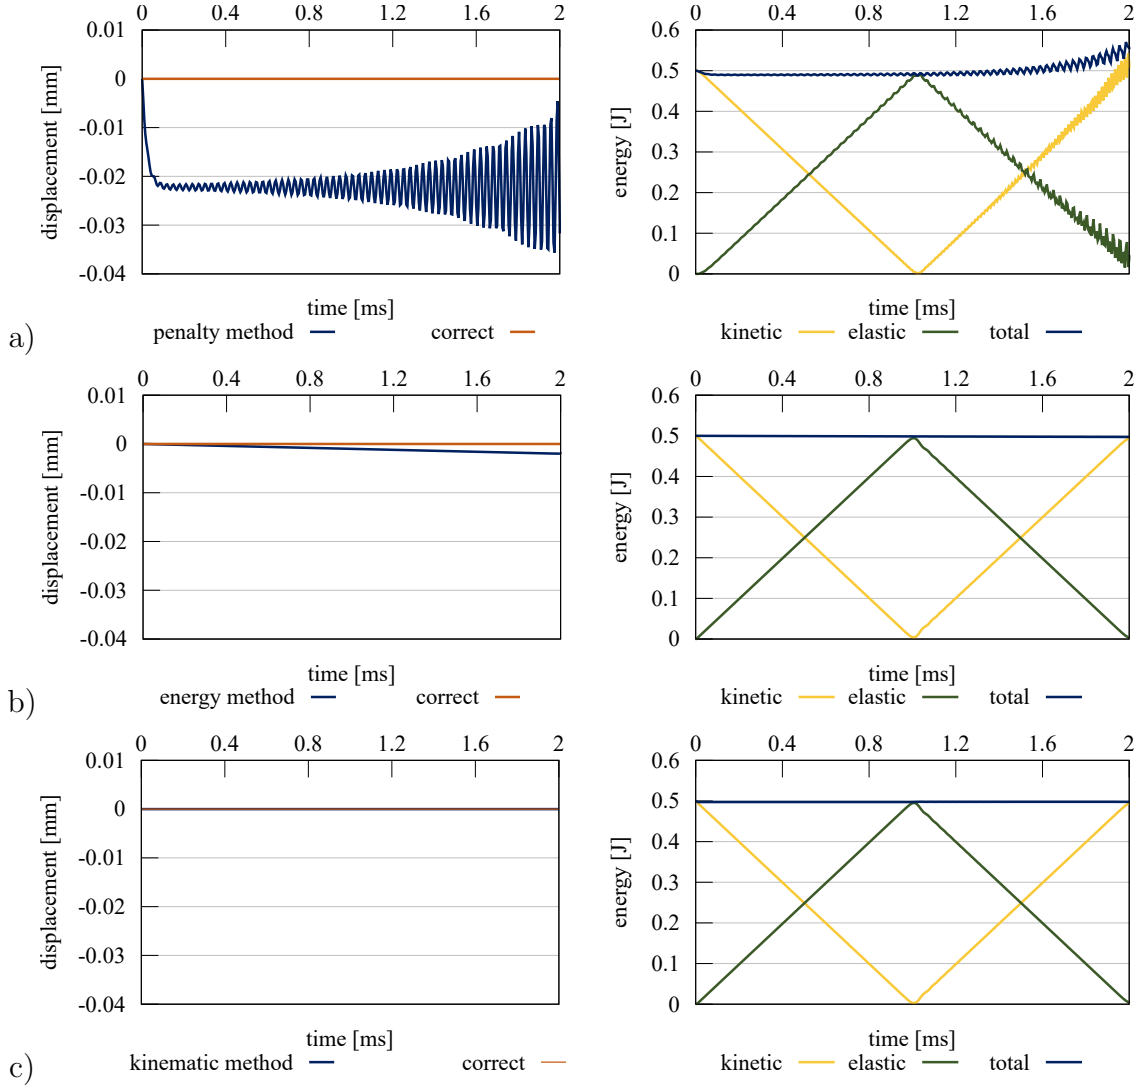 0 0.4 0.8 1.2 1.6 2
0.01
0
-0.01
-0.02
-0.03
-0.04
displacement [mm]
time [ms]
penalty method correct
0 0.4 0.8 1.2 1.6 2
0.6
0.5
0.4
0.3
0.2
0.1
0
energy [J]
time [ms]
kinetic elastic total
a)
0 0.4 0.8 1.2 1.6 2
0.01
0
-0.01
-0.02
-0.03
-0.04
displacement [mm]
time [ms]
energy method correct
0 0.4 0.8 1.2 1.6 2
0.6
0.5
0.4
0.3
0.2
0.1
0
energy [J]
time [ms]
kinetic elastic total
b)
0 0.4 0.8 1.2 1.6 2
0.01
0
-0.01
-0.02
-0.03
-0.04
displacement [mm]
time [ms]
kinematic method correct
0 0.4 0.8 1.2 1.6 2
0.6
0.5
0.4
0.3
0.2
0.1
0
energy [J]
time [ms]
kinetic elastic total
c)